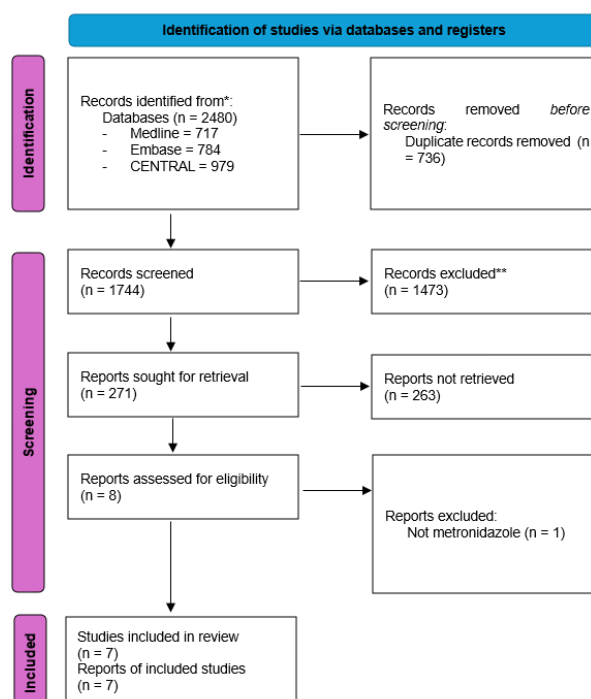 Identification of studies via databases and registers
Identification
Records identified from*:
Databases (n = 2480)
- Medline = 717
- Embase = 784
- CENTRAL = 979
Records removed before
screening:
Duplicate records removed (n
= 736)
Screening
Records screened
(n = 1744)
Records excluded**
(n = 1473)
Reports sought for retrieval
(n = 271)
Reports not retrieved
(n = 263)
Reports assessed for eligibility
(n = 8)
Reports excluded:
Not metronidazole (n = 1)
Included
Studies included in review
(n = 7)
Reports of included studies
(n = 7)